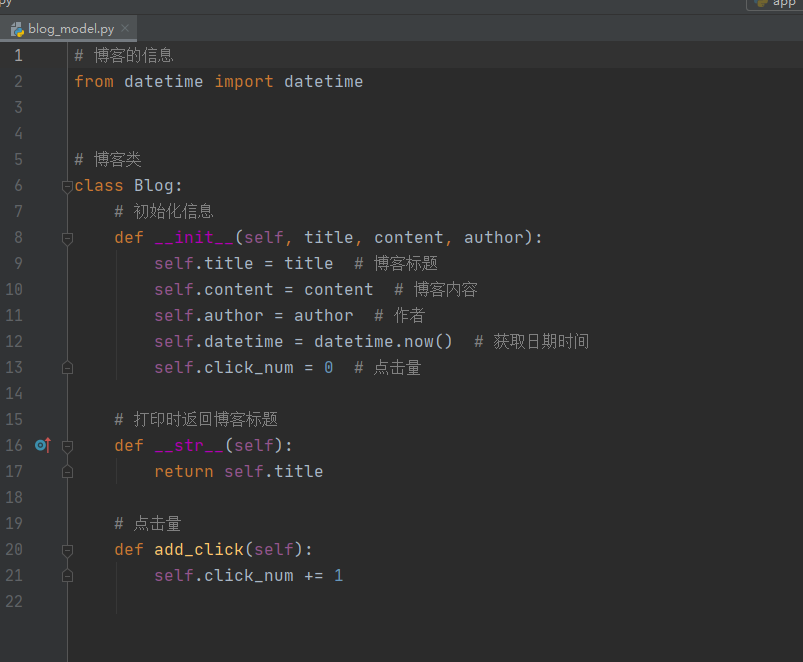 py
app
blog_model.py
1 # 博客的信息
2 from datetime import datetime
3
4
5 # 博客类
6 class Blog:
7 # 初始化信息
8 def __init__(self, title, content, author):
9 self.title = title # 博客标题
10 self.content = content # 博客内容
11 self.author = author # 作者
12 self.datetime = datetime.now() # 获取日期时间
13 self.click_num = 0 # 点击量
14
15 # 打印时返回博客标题
16 def __str__(self):
17 return self.title
18
19 # 点击量
20 def add_click(self):
21 self.click_num += 1
22